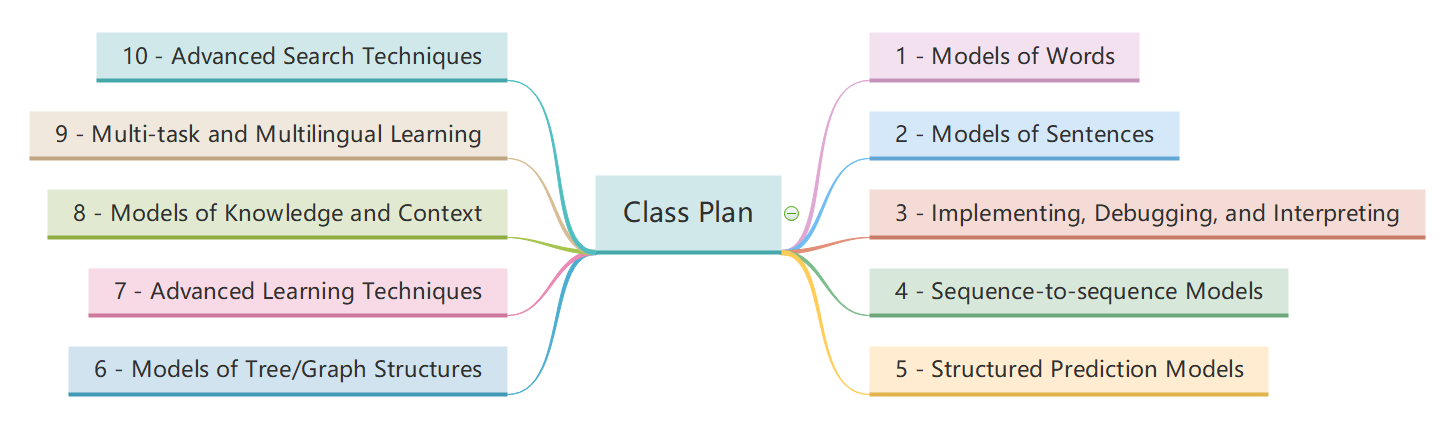 Class Plan
1 - Models of Words
2 - Models of Sentences
3 - Implementing, Debugging, and Interpreting
4 - Sequence-to-sequence Models
5 - Structured Prediction Models
6 - Models of Tree/Graph Structures
7 - Advanced Learning Techniques
8 - Models of Knowledge and Context
9 - Multi-task and Multilingual Learning
10 - Advanced Search Techniques